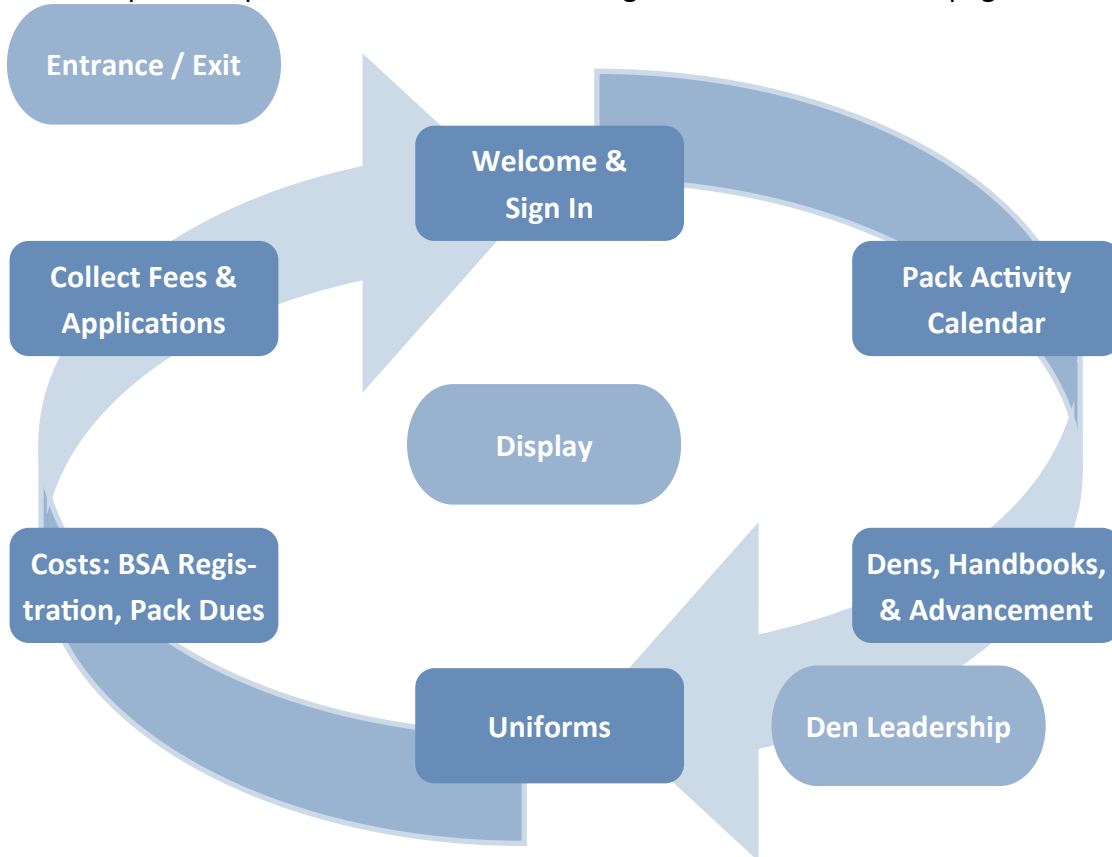 Entrance / Exit
Welcome &
Sign In
Collect Fees &
Applications
Pack Activity
Calendar
Display
Costs: BSA Regis-
tration, Pack Dues
Dens, Handbooks,
& Advancement
Uniforms
Den Leadership